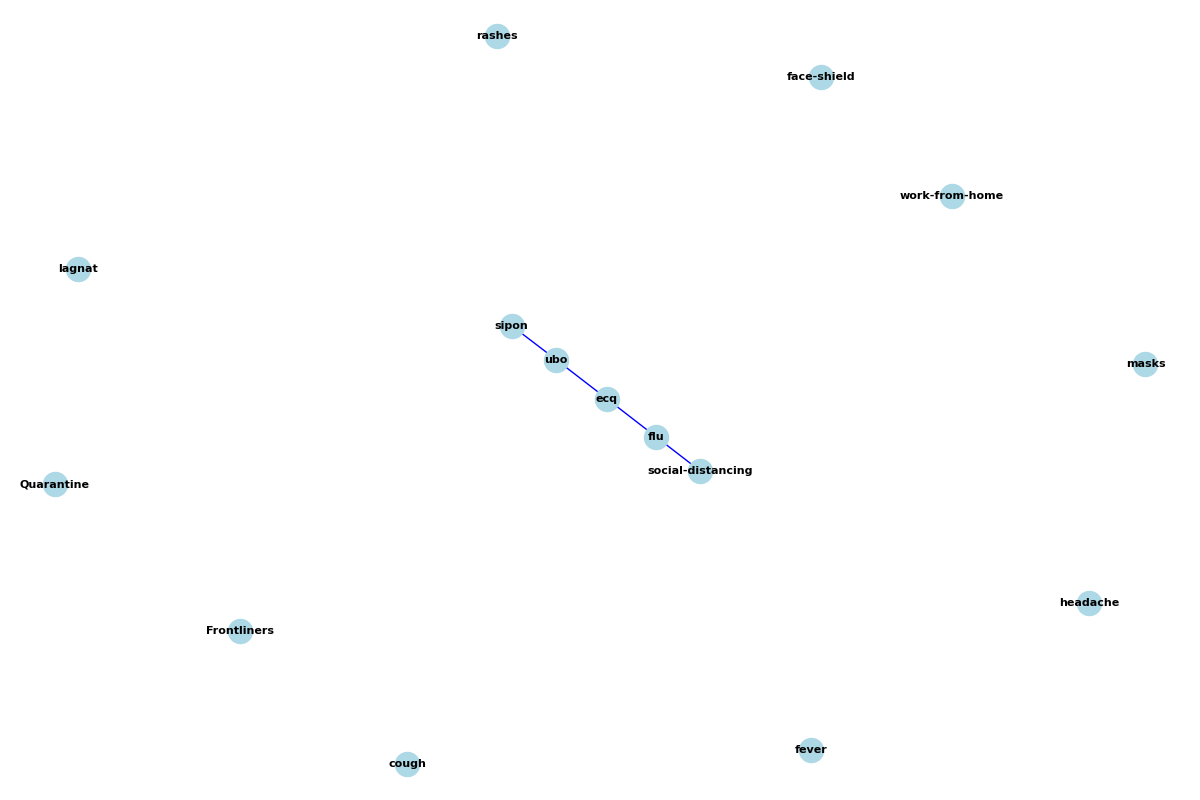 rashes
face-shield
work-from-home
lagnat
sipon
ubo
masks
ecq
flu
social-distancing
Quarantine
headache
Frontliners
fever
cough